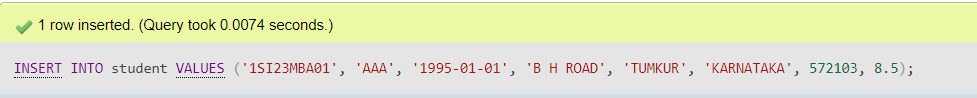 1 row inserted. (Query took 0.0074 seconds.)
INSERT INTO student VALUES ('1SI23MBA01', 'AAA', '1995-01-01', 'B H ROAD', 'TUMKUR', 'KARNATAKA', 572103, 8.5);